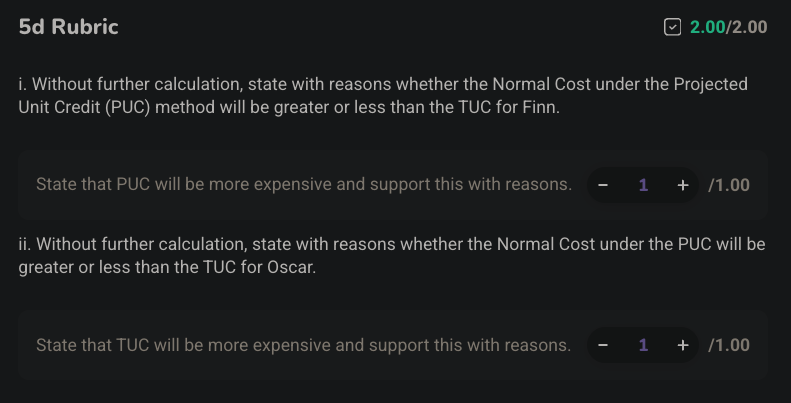 5d Rubric
2.00/2.00
i. Without further calculation, state with reasons whether the Normal Cost under the Projected
Unit Credit (PUC) method will be greater or less than the TUC for Finn.
State that PUC will be more expensive and support this with reasons. − 1 + /1.00
ii. Without further calculation, state with reasons whether the Normal Cost under the PUC will be
greater or less than the TUC for Oscar.
State that TUC will be more expensive and support this with reasons. − 1 + /1.00